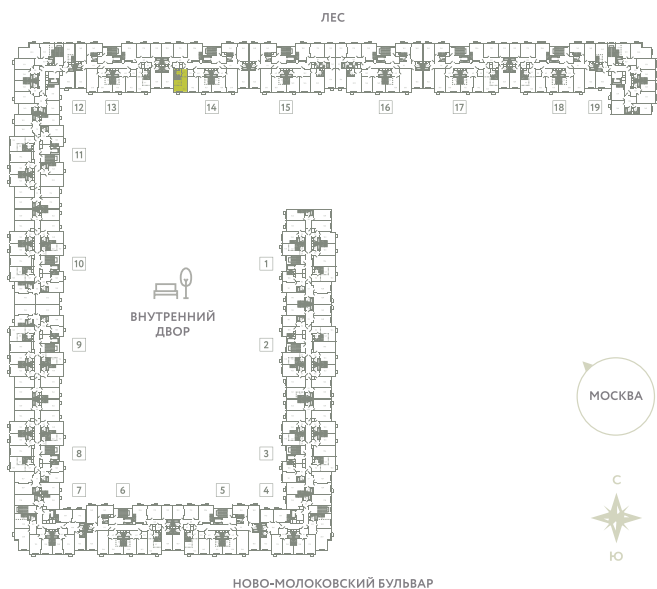 ЛЕС
12 13 14 15 16 17 18 19
11
10 1
ВНУТРЕННИЙ
ДВОР
9 2
МОСКВА
8 3
7 6 5 4
С
Ю
НОВО-МОЛОКОВСКИЙ БУЛЬВАР